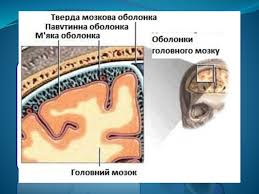 Тверда мозкова оболонка
Павутинна оболонка
М'яка оболонка
Оболонки
головного мозку
Головний мозок